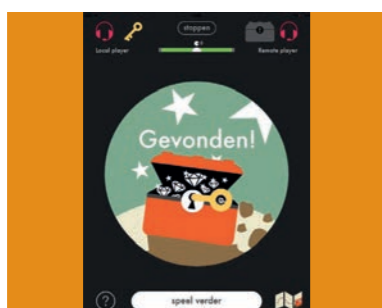 stoppen
Local player
Remote player
Gevonden!
speel verder
?